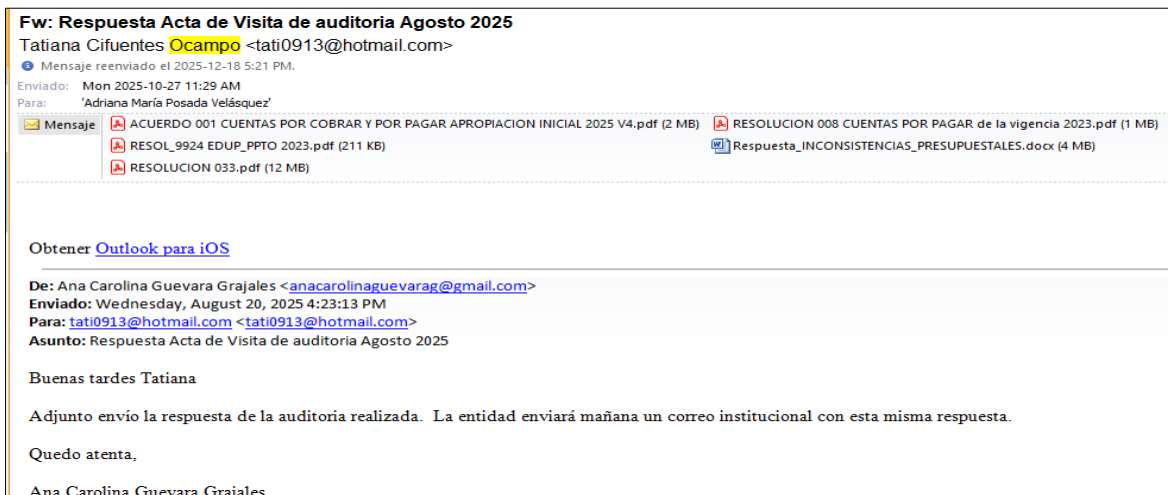 Fw: Respuesta Acta de Visita de auditoria Agosto 2025
Tatiana Cifuentes Ocampo <tati0913@hotmail.com>
Mensaje reenviado el 2025-12-18 5:21 PM.
Enviado: Mon 2025-10-27 11:29 AM
Para: 'Adriana María Posada Velásquez'
Mensaje
ACUERDO 001 CUENTAS POR COBRAR Y POR PAGAR APROPIACION INICIAL 2025 V4.pdf (2 MB)
RESOLUCION 008 CUENTAS POR PAGAR de la vigencia 2023.pdf (1 MB)
RESOL_9924 EDUP_PPTO 2023.pdf (211 KB)
Respuesta_INCONSISTENCIAS_PRESUPUESTALES.docx (4 MB)
RESOLUCION 033.pdf (12 MB)
Obtener Outlook para iOS
De: Ana Carolina Guevara Grajales <anacarolinaguevarag@gmail.com>
Enviado: Wednesday, August 20, 2025 4:23:13 PM
Para: tati0913@hotmail.com <tati0913@hotmail.com>
Asunto: Respuesta Acta de Visita de auditoria Agosto 2025
Buenas tardes Tatiana
Adjunto envío la respuesta de la auditoria realizada. La entidad enviará mañana un correo institucional con esta misma respuesta.
Quedo atenta,
Ana Carolina Guevara Grajales